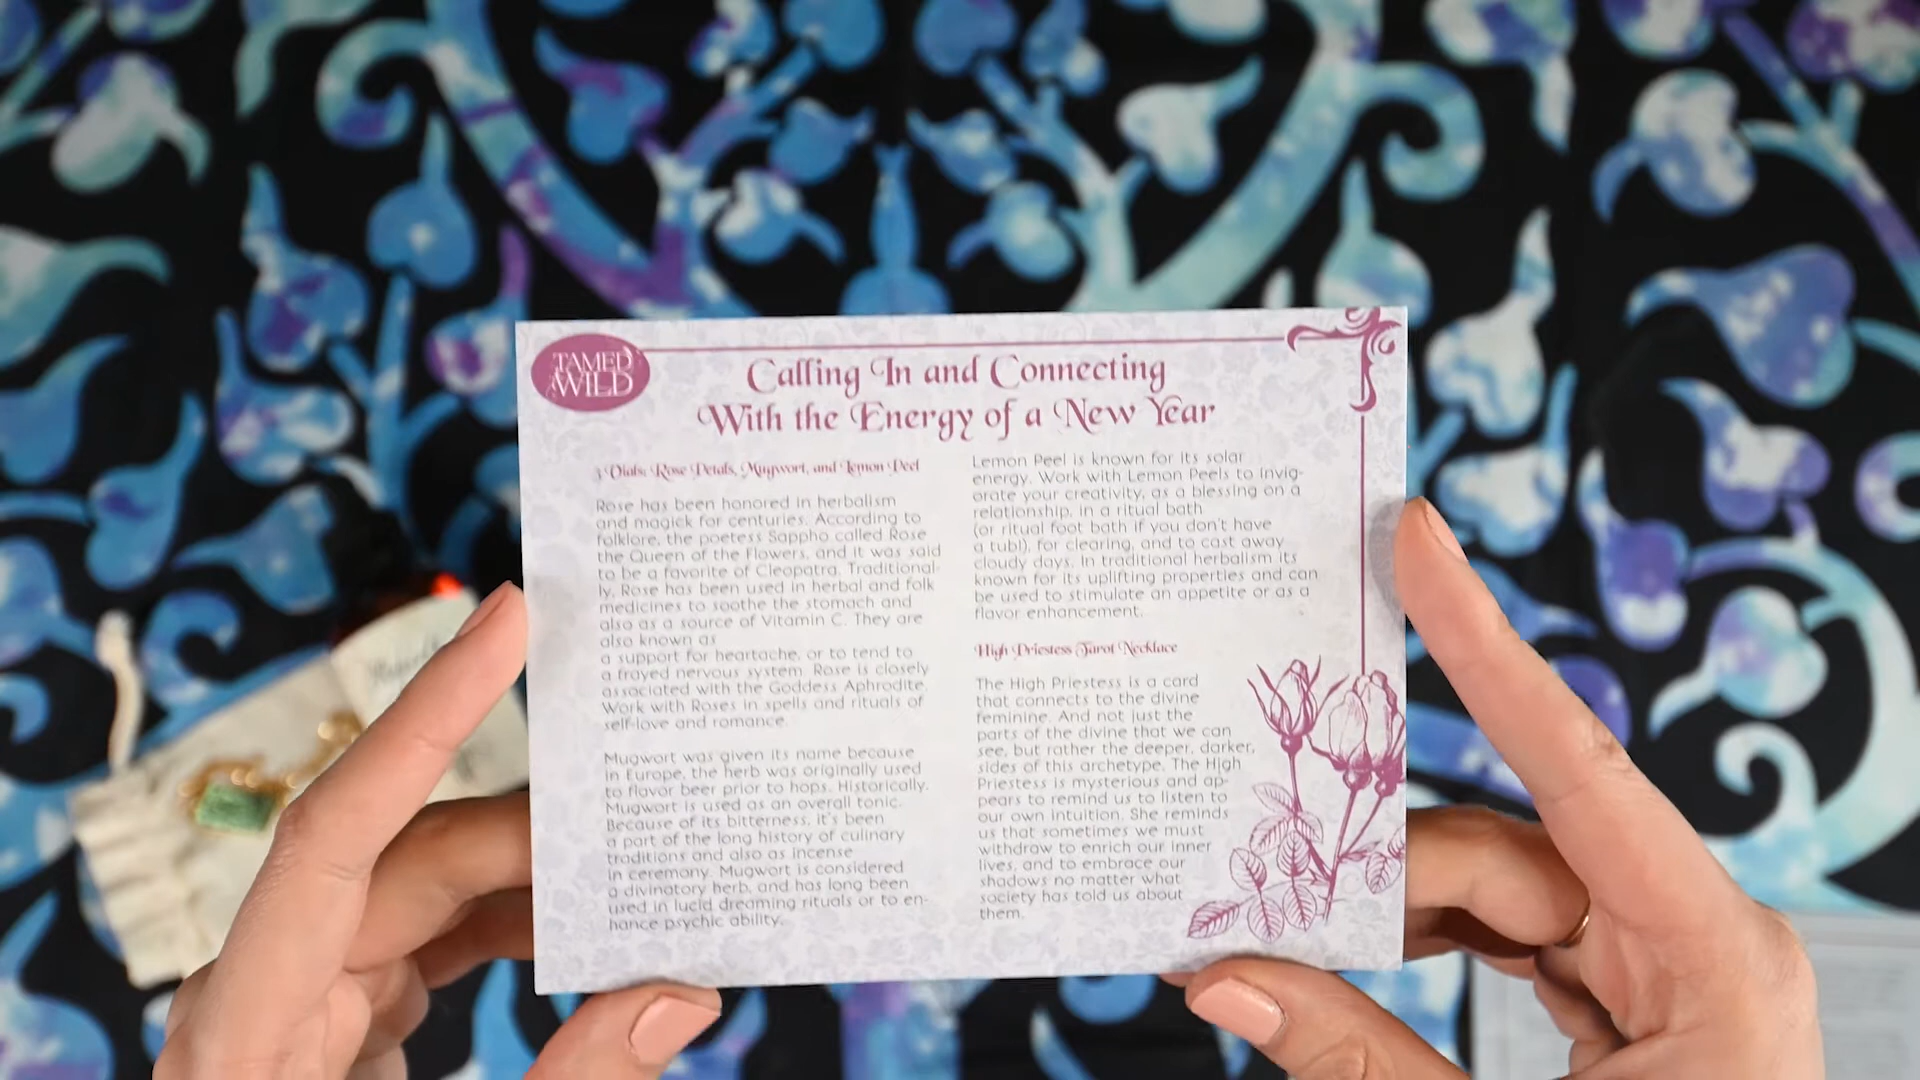 TAMED
WILD
Calling In and Connecting
With the Energy of a New Year
3 Vials: Rose Petals, Mugwort, and Lemon Peel
Rose has been honored in herbalism
and magick for centuries. According to
folklore, the poetess Sappho called Rose
the Queen of the Flowers, and it was said
to be a favorite of Cleopatra. Traditional-
ly, Rose has been used in herbal and folk
medicines to soothe the stomach and
also as a source of Vitamin C. They are
also known as
a support for heartache, or to tend to
a frayed nervous system. Rose is closely
associated with the Goddess Aphrodite.
Work with Roses in spells and rituals of
self-love and romance.
Mugwort was given its name because
in Europe, the herb was originally used
to flavor beer prior to hops. Historically,
Mugwort is used as an overall tonic.
Because of its bitterness, it's been
a part of the long history of culinary
traditions and also as incense
in ceremony. Mugwort is considered
a divinatory herb, and has long been
used in lucid dreaming rituals or to en-
hance psychic ability.
Lemon Peel is known for its solar
energy. Work with Lemon Peels to invig-
orate your creativity, as a blessing on a
relationship, in a ritual bath
(or ritual foot bath if you don't have
a tub!), for clearing, and to cast away
cloudy days. In traditional herbalism its
known for its uplifting properties and can
be used to stimulate an appetite or as a
flavor enhancement.
High Priestess Tarot Necklace
The High Priestess is a card
that connects to the divine
feminine. And not just the
parts of the divine that we can
see, but rather the deeper, darker,
sides of this archetype. The High
Priestess is mysterious and ap-
pears to remind us to listen to
our own intuition. She reminds
us that sometimes we must
withdraw to enrich our inner
lives, and to embrace our
shadows no matter what
society has told us about
them.